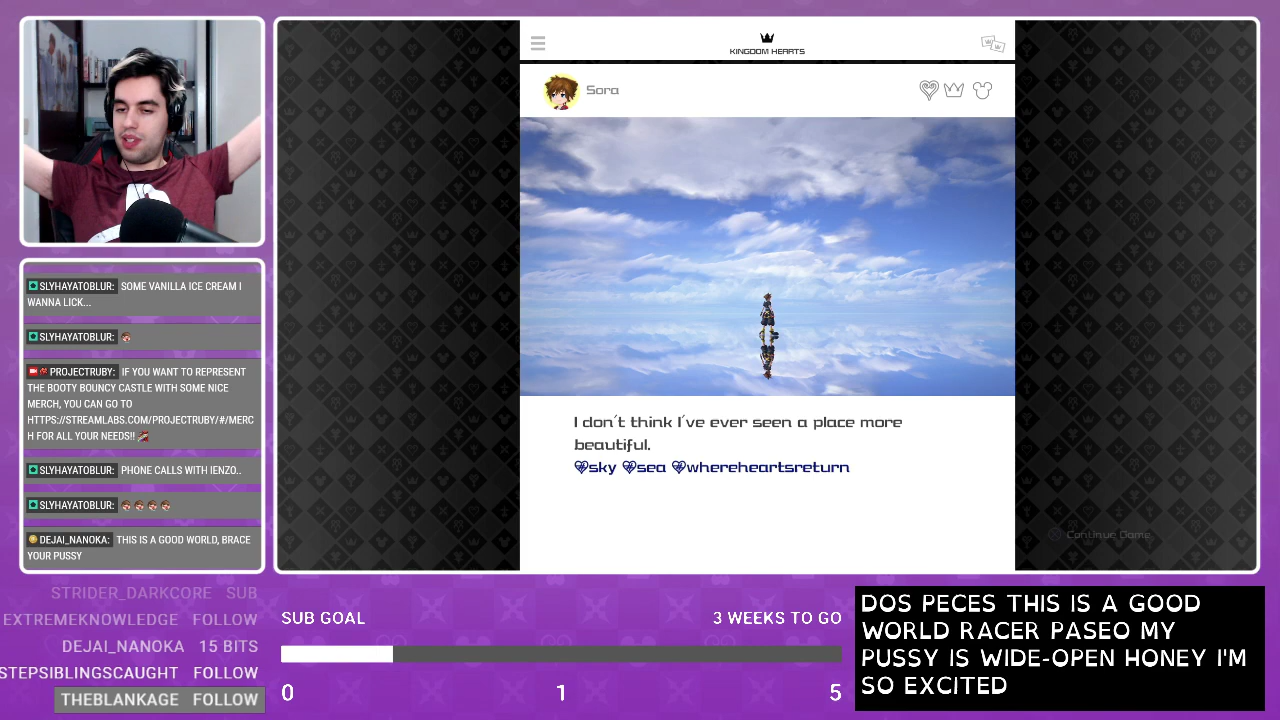 KINGDOM HEARTS
Sora
I don't think I've ever seen a place more
beautiful.
sky sea whereheartsreturn
Continue Game
SLYHAYATOBLUR: SOME VANILLA ICE CREAM I
WANNA LICK...
SLYHAYATOBLUR:
PROJECTRUBY: IF YOU WANT TO REPRESENT
THE BOOTY BOUNCY CASTLE WITH SOME NICE
MERCH, YOU CAN GO TO
HTTPS://STREAMLABS.COM/PROJECTRUBY/#/MERC
H FOR ALL YOUR NEEDS!!
SLYHAYATOBLUR: PHONE CALLS WITH IENZO..
SLYHAYATOBLUR:
DEJAI_NANOKA: THIS IS A GOOD WORLD, BRACE
YOUR PUSSY
STRIDER_DARKCORE SUB
EXTREMEKNOWLEDGE FOLLOW
DEJAI_NANOKA 15 BITS
STEPSIBLINGSCAUGHT FOLLOW
THEBLANKAGE FOLLOW
SUB GOAL 3 WEEKS TO GO
0 1 5
DOS PECES THIS IS A GOOD
WORLD RACER PASEO MY
PUSSY IS WIDE-OPEN HONEY I'M
SO EXCITED